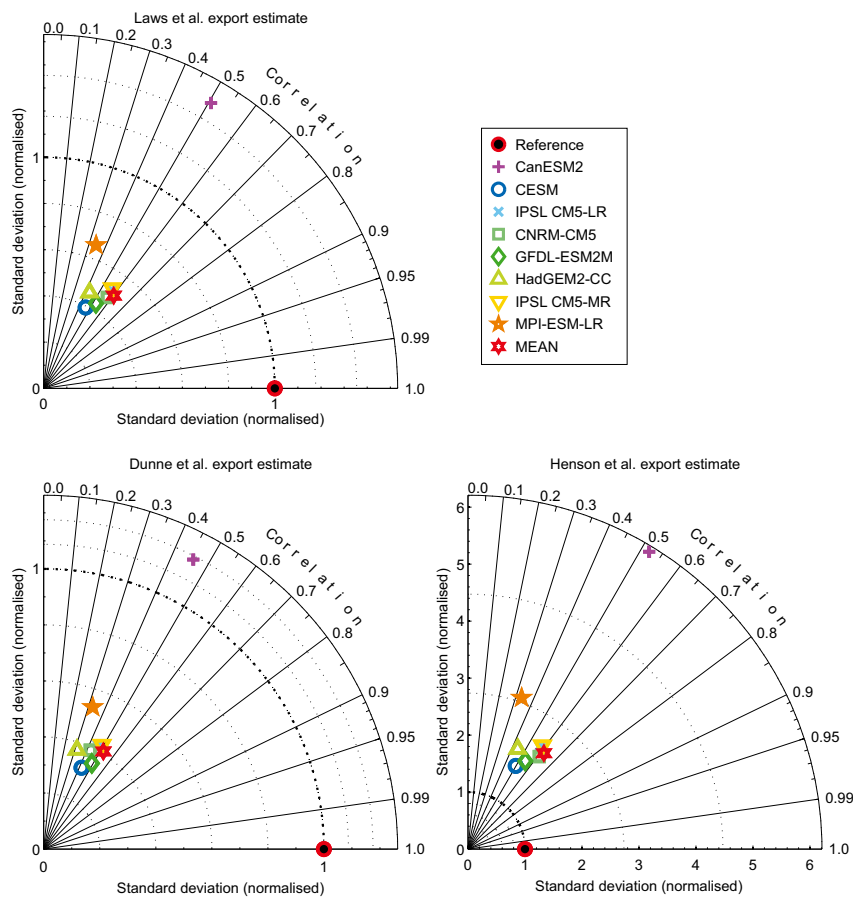 Laws et al. export estimate
0.0 0.1 0.2 0.3 0.4 0.5 0.6 0.7 0.8 0.9 0.95 0.99 1.0
Correlation
Standard deviation (normalised)
1
0
0 1
Standard deviation (normalised)
Reference
CanESM2
CESM
IPSL CM5-LR
CNRM-CM5
GFDL-ESM2M
HadGEM2-CC
IPSL CM5-MR
MPI-ESM-LR
MEAN
Dunne et al. export estimate
0.0 0.1 0.2 0.3 0.4 0.5 0.6 0.7 0.8 0.9 0.95 0.99 1.0
Correlation
Standard deviation (normalised)
1
0
0 1
Standard deviation (normalised)
Henson et al. export estimate
0.0 0.1 0.2 0.3 0.4 0.5 0.6 0.7 0.8 0.9 0.95 0.99 1.0
Correlation
Standard deviation (normalised)
6
5
4
3
2
1
0
0 1 2 3 4 5 6
Standard deviation (normalised)